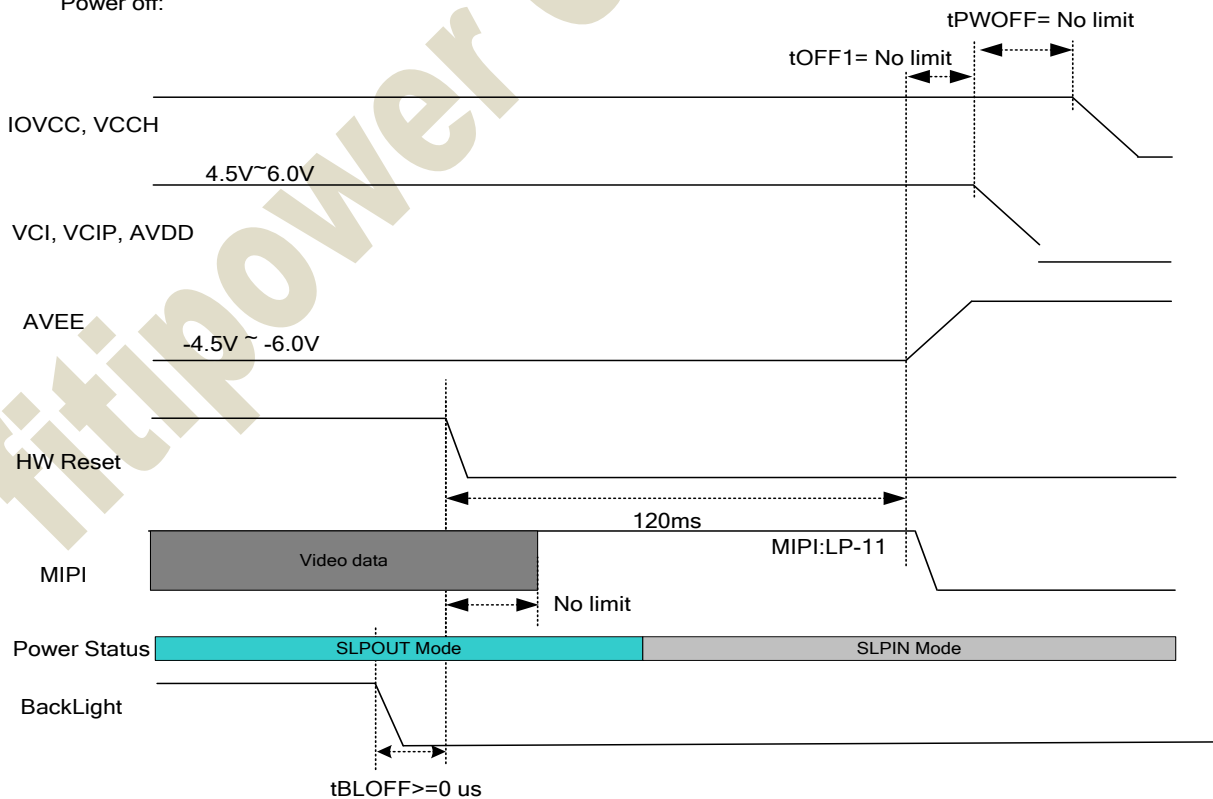 Power off:
tPWOFF= No limit
tOFF1= No limit
IOVCC, VCCH
4.5V~6.0V
VCI, VCIP, AVDD
AVEE
-4.5V ~ -6.0V
HW Reset
120ms
MIPI:LP-11
Video data
MIPI
No limit
Power Status
SLPOUT Mode
SLPIN Mode
BackLight
tBLOFF>=0 us
fitipower